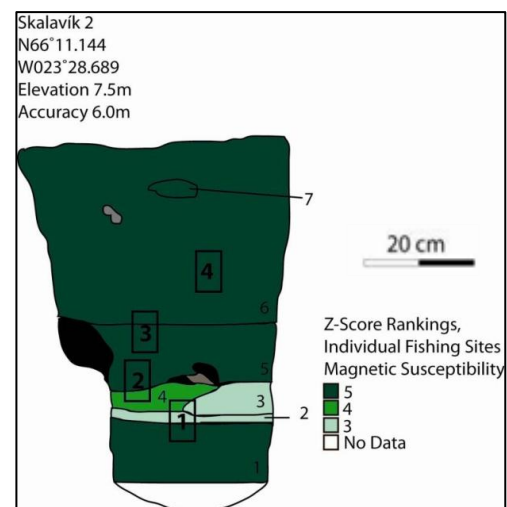 Skalavík 2
N66˚11.144
W023˚28.689
Elevation 7.5m
Accuracy 6.0m
7
4
20 cm
6
3
Z-Score Rankings,
Individual Fishing Sites
Magnetic Susceptibility
5
2
4
3
1
2
1
5
4
3
No Data